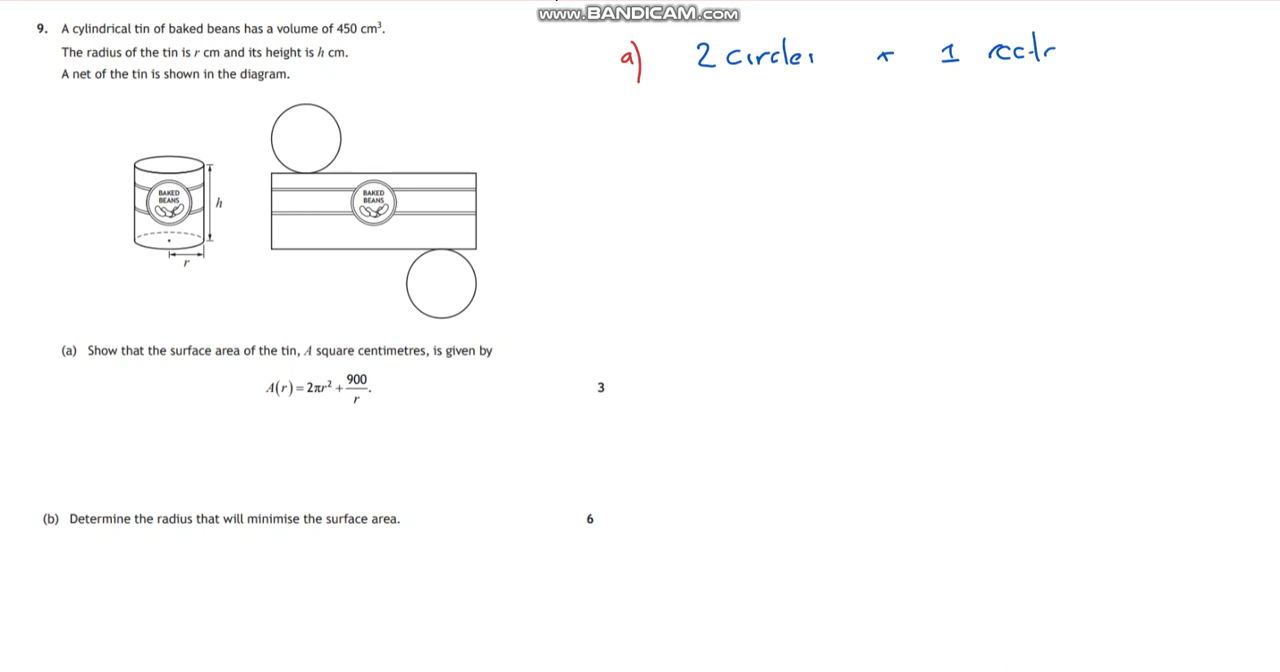 www.BANDICAM.com
9. A cylindrical tin of baked beans has a volume of 450 cm³.
The radius of the tin is r cm and its height is h cm.
A net of the tin is shown in the diagram.
a) 2 circles + 1 rectr
BAKED
BEANS
h
r
BAKED
BEANS
(a) Show that the surface area of the tin, A square centimetres, is given by
A(r) = 2πr² + 900/r. 3
(b) Determine the radius that will minimise the surface area. 6